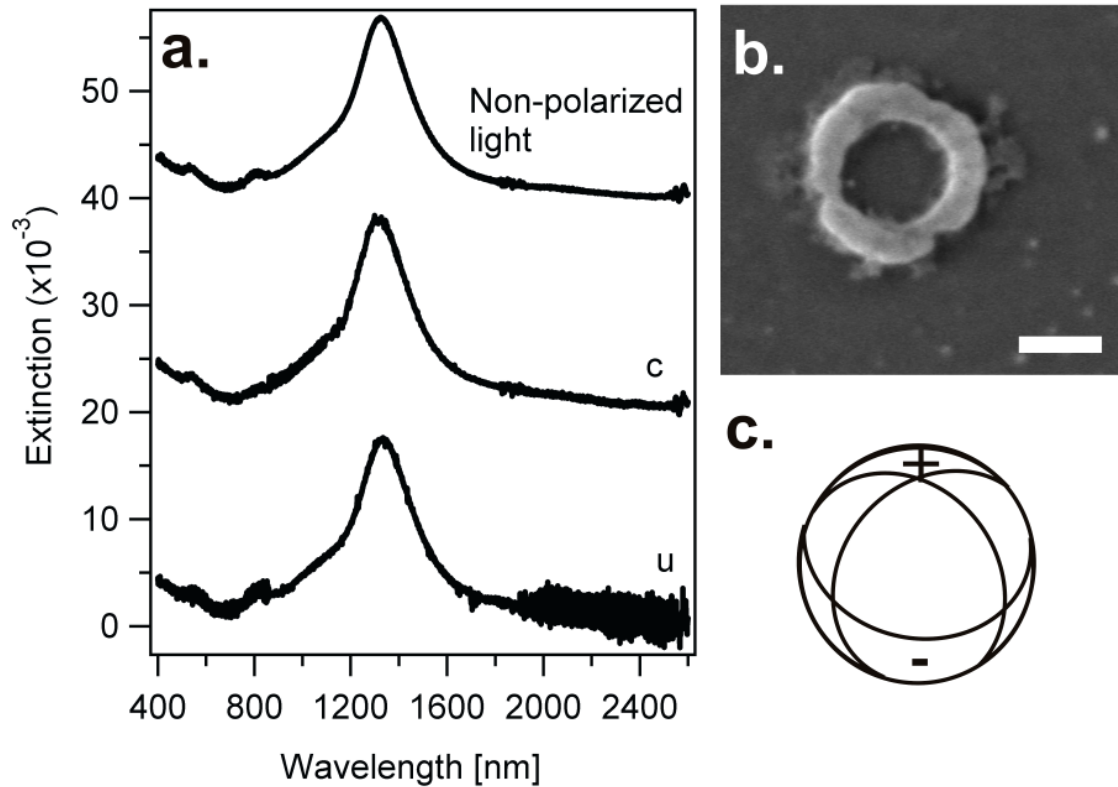 a.
Non-polarized
light
c
u
Extinction (x10⁻³)
50
40
30
20
10
0
400 800 1200 1600 2000 2400
Wavelength [nm]
b.
c.
+
-